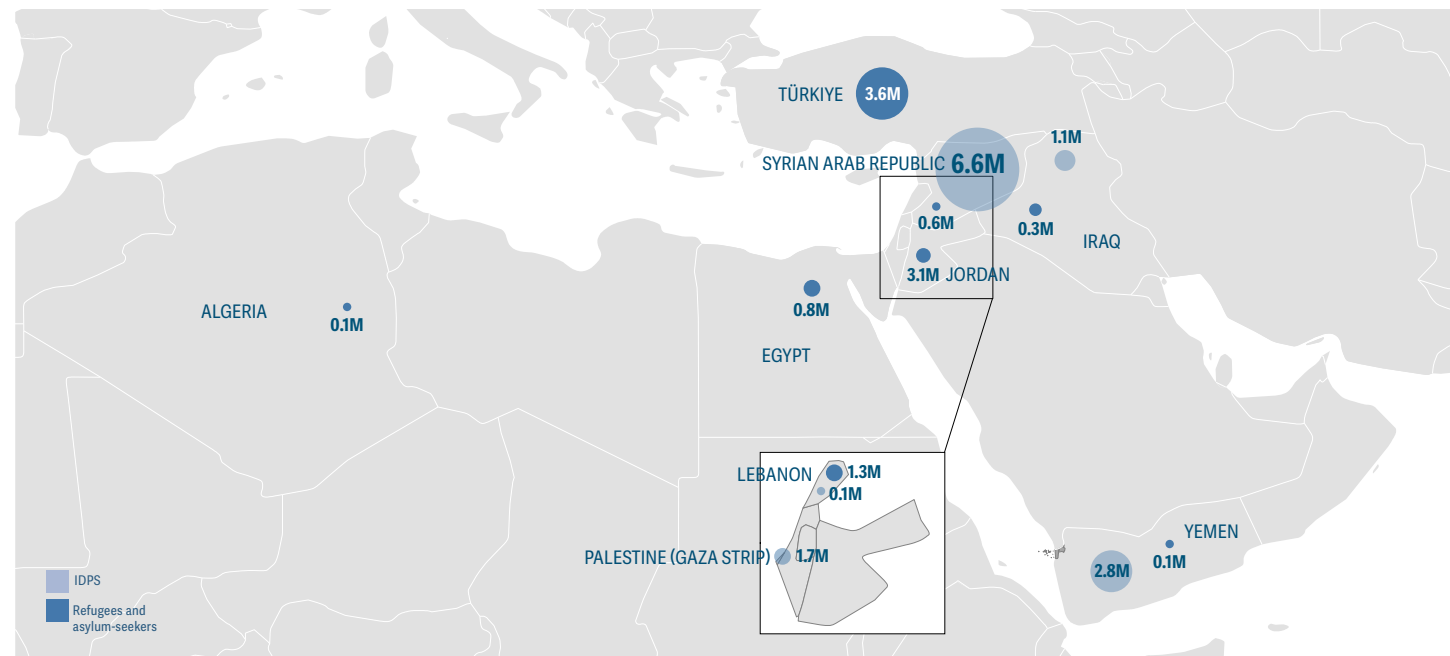 TÜRKIYE 3.6M
1.1M
SYRIAN ARAB REPUBLIC 6.6M
0.6M
0.3M
IRAQ
3.1M JORDAN
ALGERIA
0.1M
0.8M
EGYPT
LEBANON 1.3M
0.1M
YEMEN
PALESTINE (GAZA STRIP) 1.7M
0.1M
2.8M
IDPS
Refugees and
asylum-seekers